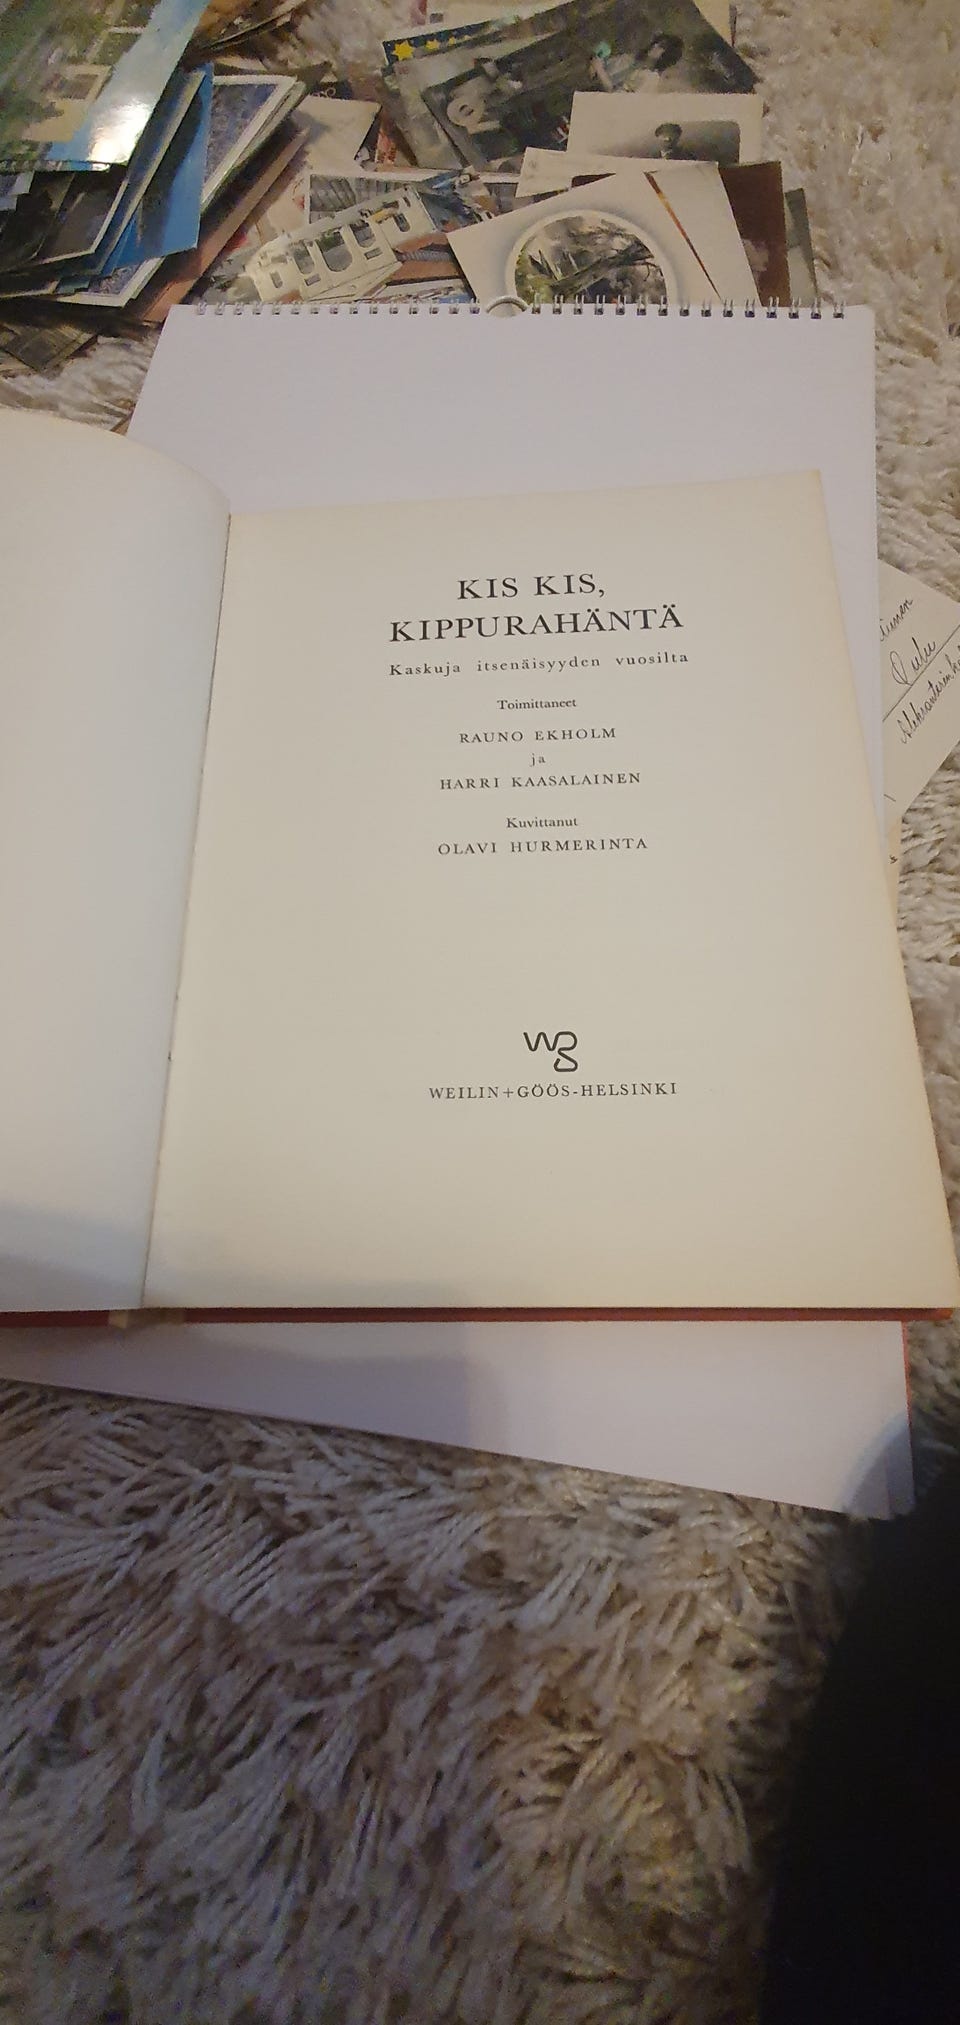 KIS KIS,
KIPPURAHÄNTÄ
Kaskuja itsenäisyyden vuosilta
Toimittaneet
RAUNO EKHOLM
ja
HARRI KAASALAINEN
Kuvittanut
OLAVI HURMERINTA
WEILIN+GÖÖS-HELSINKI
Oulu